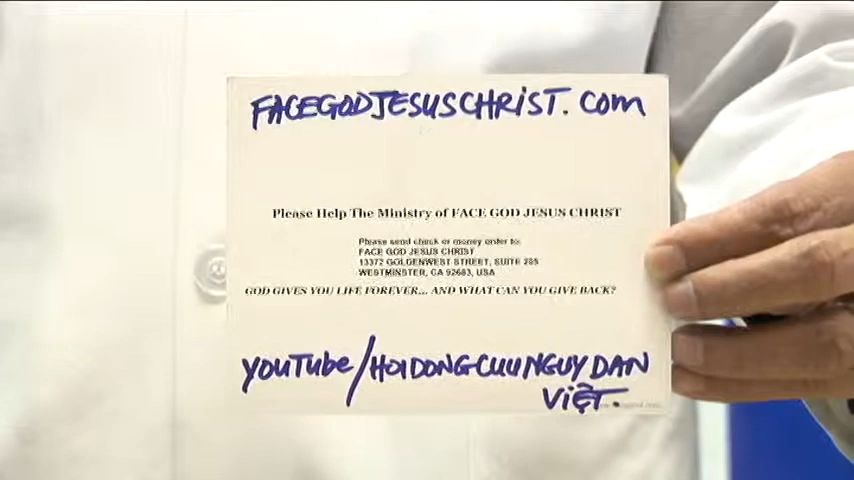 FACEGODJESUSCHRIST.COM
Please Help The Ministry of FACE GOD JESUS CHRIST
Please send check or money order to:
FACE GOD JESUS CHRIST
13372 GOLDENWEST STREET, SUITE 285
WESTMINSTER, CA 92683, USA
GOD GIVES YOU LIFE FOREVER... AND WHAT CAN YOU GIVE BACK?
YOUTUBE/HOIDONGCUUNGUYDAN
VIỆT.